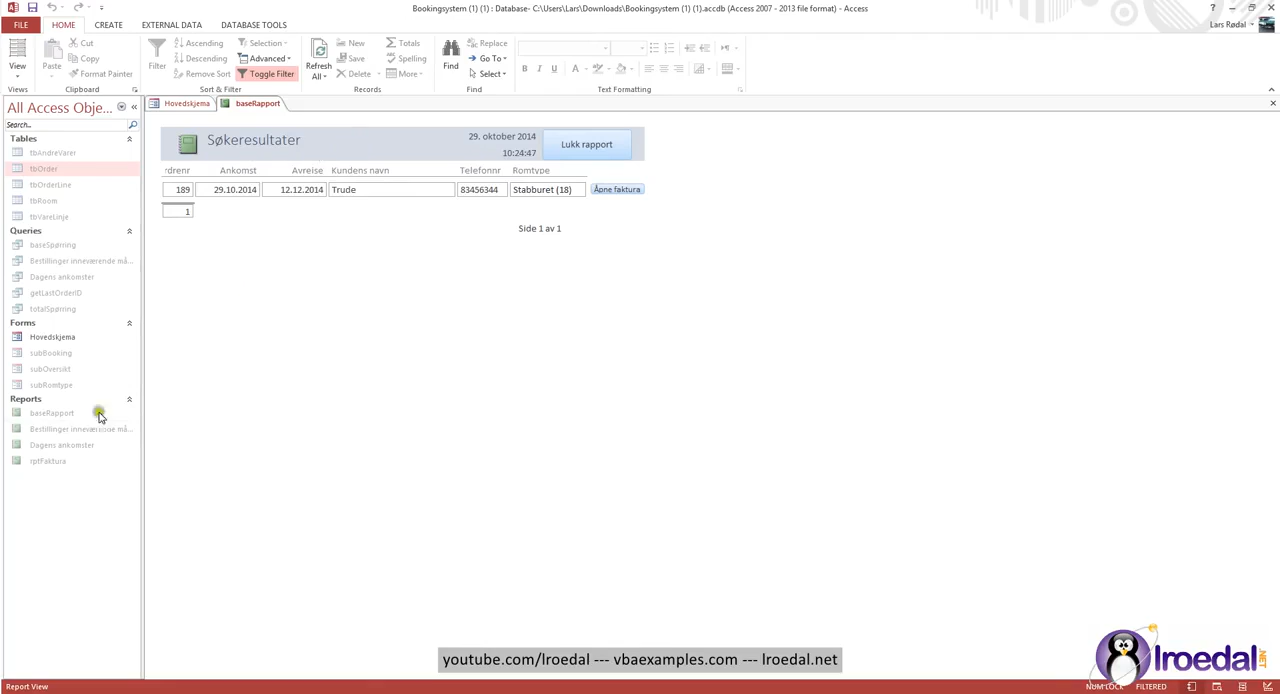 Bookingsystem (1) (1) : Database- C:\Users\Lars\Downloads\Bookingsystem (1) (1).accdb (Access 2007 - 2013 file format) - Access
FILE HOME CREATE EXTERNAL DATA DATABASE TOOLS
Lars Rødal
View
Paste
Cut
Copy
Format Painter
Filter
Ascending
Descending
Remove Sort
Selection
Advanced
Toggle Filter
Refresh
All
New
Save
Delete
Totals
Spelling
More
Find
Replace
Go To
Select
B I U A
Views Clipboard Sort & Filter Records Find Text Formatting
All Access Obje...
Search...
Tables
tbAndreVarer
tbOrder
tbOrderLine
tbRoom
tbVareLinje
Queries
baseSpørring
Bestillinger inneværende må...
Dagens ankomster
getLastOrderID
totalSpørring
Forms
Hovedskjema
subBooking
subOversikt
subRomtype
Reports
baseRapport
Bestillinger inneværende må...
Dagens ankomster
rptFaktura
Hovedskjema baseRapport
Søkeresultater
29. oktober 2014
10:24:47
Lukk rapport
rdrenr Ankomst Avreise Kundens navn Telefonnr Romtype
189 29.10.2014 12.12.2014 Trude 83456344 Stabburet (18) Åpne faktura
1
Side 1 av 1
youtube.com/lroedal --- vbaexamples.com --- lroedal.net
lroedal.NET
Report View
NUM LOCK FILTERED